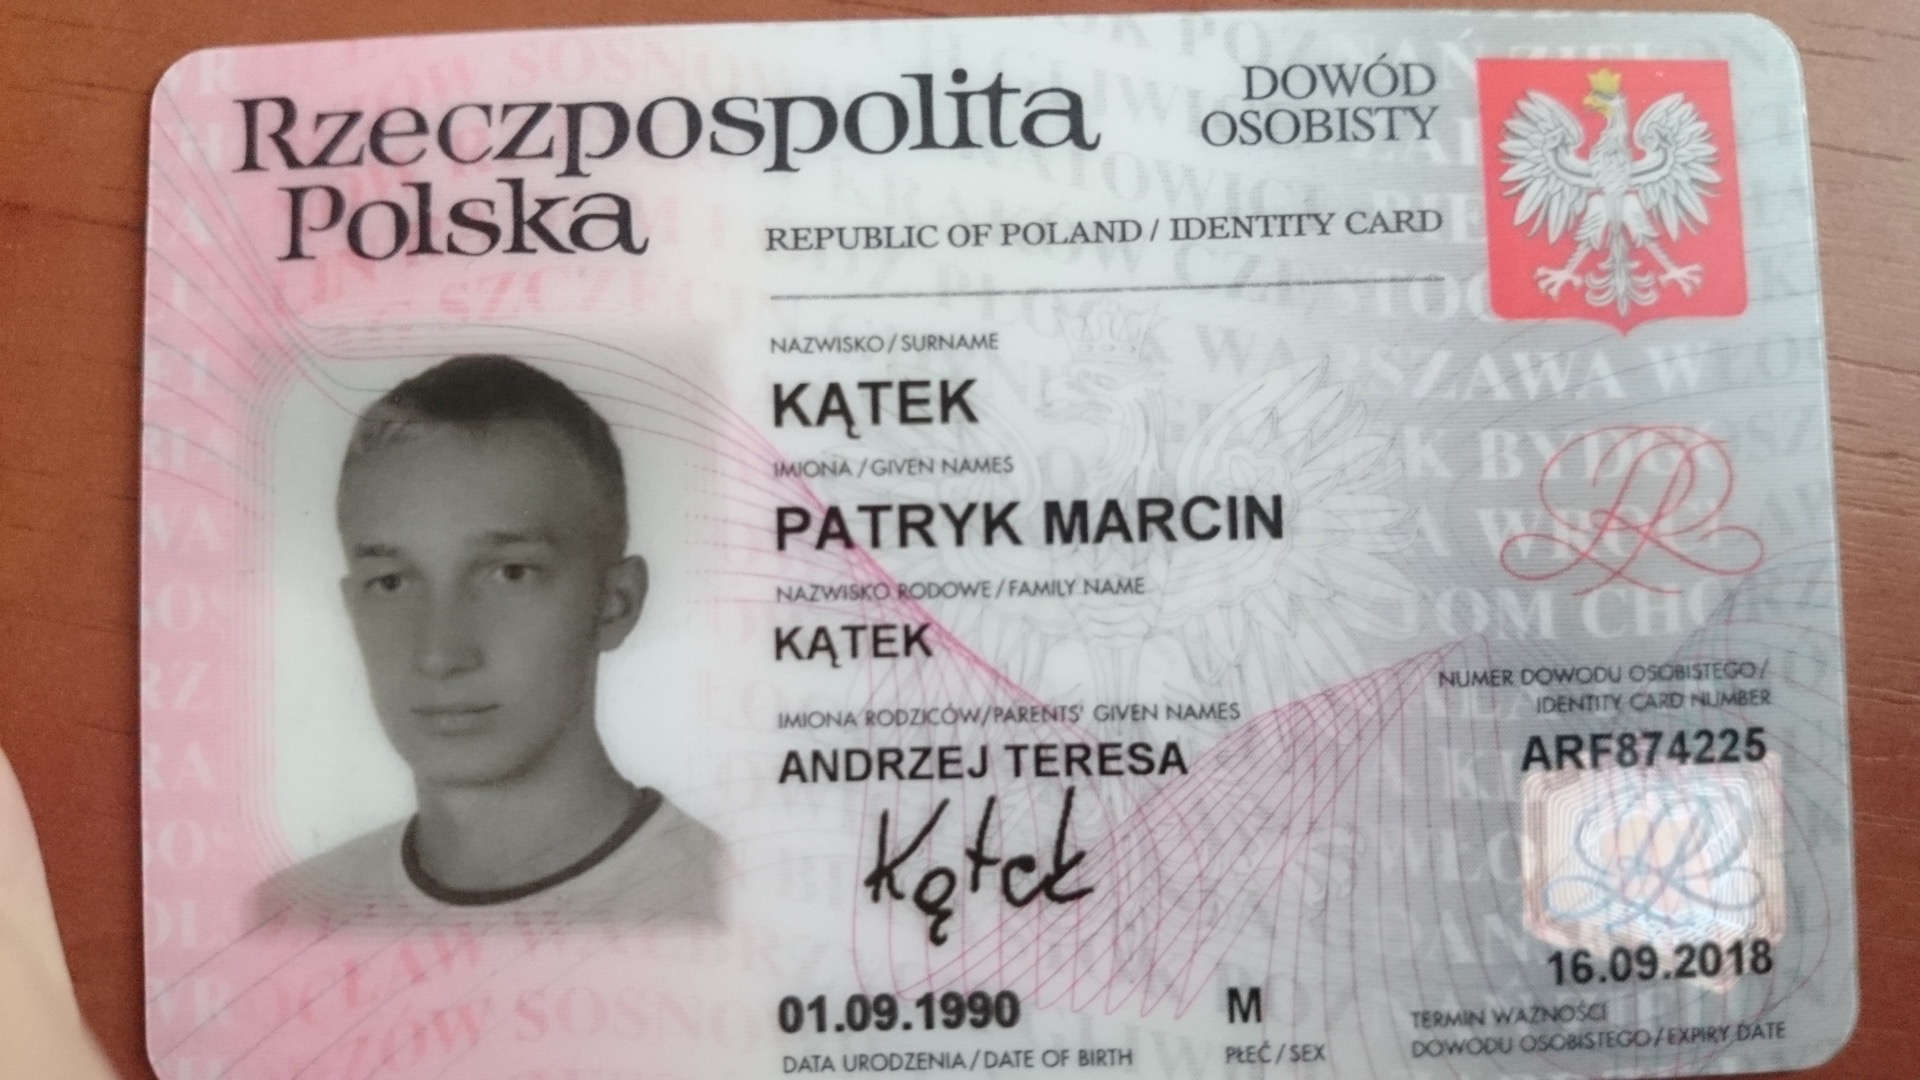 Rzeczpospolita
Polska
DOWÓD
OSOBISTY
REPUBLIC OF POLAND / IDENTITY CARD
NAZWISKO / SURNAME
KĄTEK
IMIONA / GIVEN NAMES
PATRYK MARCIN
NAZWISKO RODOWE / FAMILY NAME
KĄTEK
IMIONA RODZICÓW/PARENTS' GIVEN NAMES
ANDRZEJ TERESA
NUMER DOWODU OSOBISTEGO /
IDENTITY CARD NUMBER
ARF874225
Kątek
01.09.1990
DATA URODZENIA / DATE OF BIRTH
M
PŁEĆ / SEX
16.09.2018
TERMIN WAŻNOŚCI
DOWODU OSOBISTEGO / EXPIRY DATE